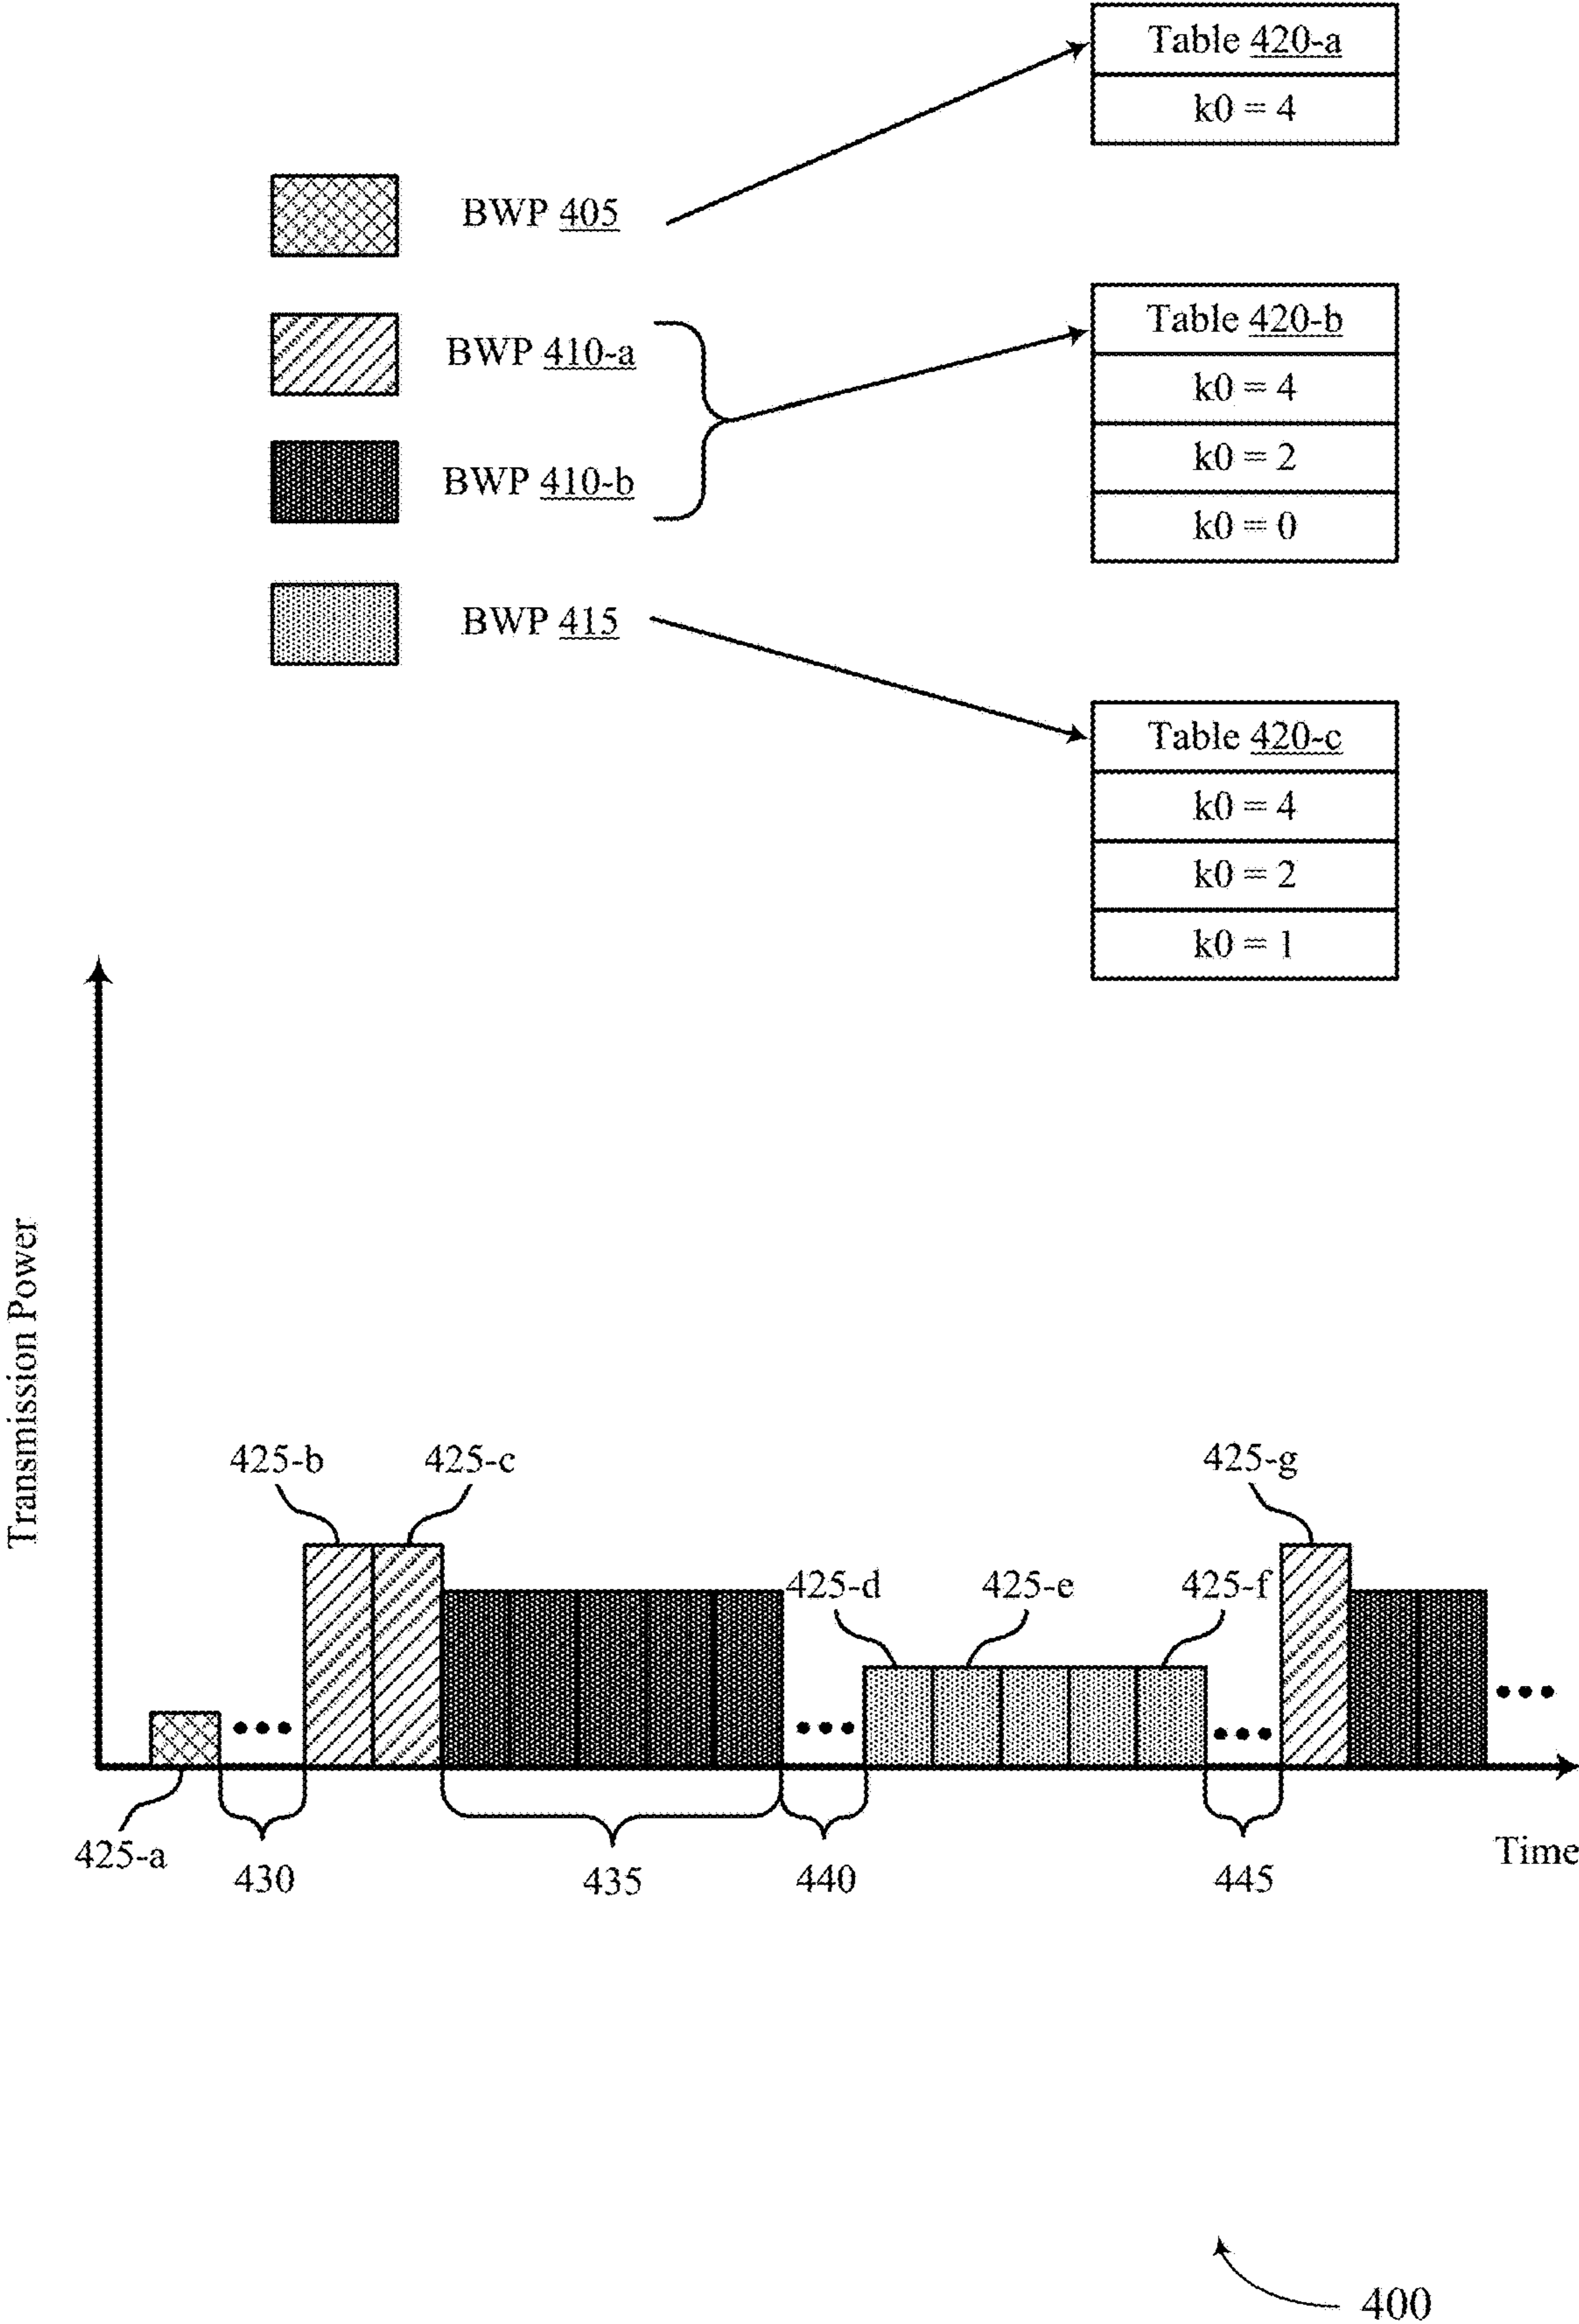 Table 420-a
k0 = 4
BWP 405
BWP 410-a
Table 420-b
k0 = 4
BWP 410-b
k0 = 2
k0 = 0
BWP 415
Table 420-c
k0 = 4
k0 = 2
k0 = 1
Transmission Power
425-b
425-c
425-g
425-d
425-e
425-f
425-a
430
435
440
445
Time
400